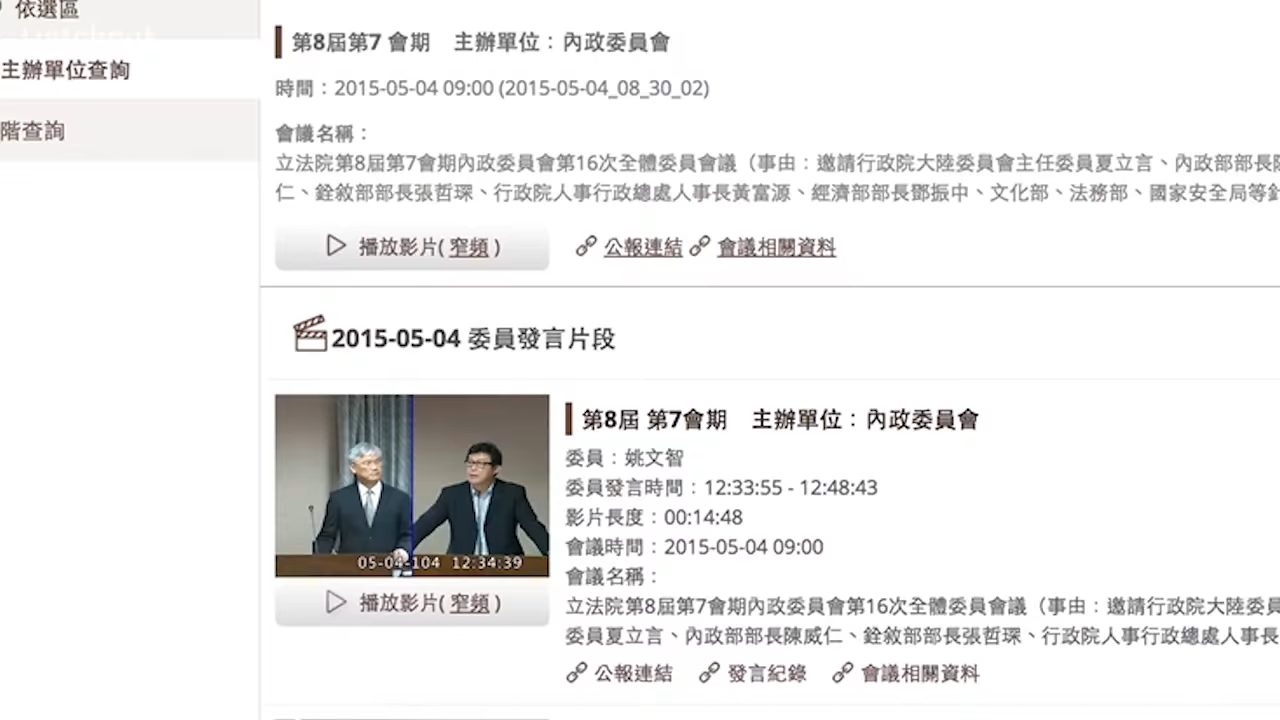 依選區
主辦單位查詢
階查詢
第8屆第7 會期 主辦單位：內政委員會
時間：2015-05-04 09:00 (2015-05-04_08_30_02)
會議名稱：
立法院第8屆第7會期內政委員會第16次全體委員會議（事由：邀請行政院大陸委員會主任委員夏立言、內政部部長陳
仁、銓敘部部長張哲琛、行政院人事行政總處人事長黃富源、經濟部部長鄧振中、文化部、法務部、國家安全局等針
播放影片( 窄頻 )
公報連結 會議相關資料
2015-05-04 委員發言片段
05-04-104 12:34:39
播放影片( 窄頻 )
第8屆 第7會期 主辦單位：內政委員會
委員：姚文智
委員發言時間：12:33:55 - 12:48:43
影片長度：00:14:48
會議時間：2015-05-04 09:00
會議名稱：
立法院第8屆第7會期內政委員會第16次全體委員會議（事由：邀請行政院大陸委員
委員夏立言、內政部部長陳威仁、銓敘部部長張哲琛、行政院人事行政總處人事長
公報連結 發言紀錄 會議相關資料